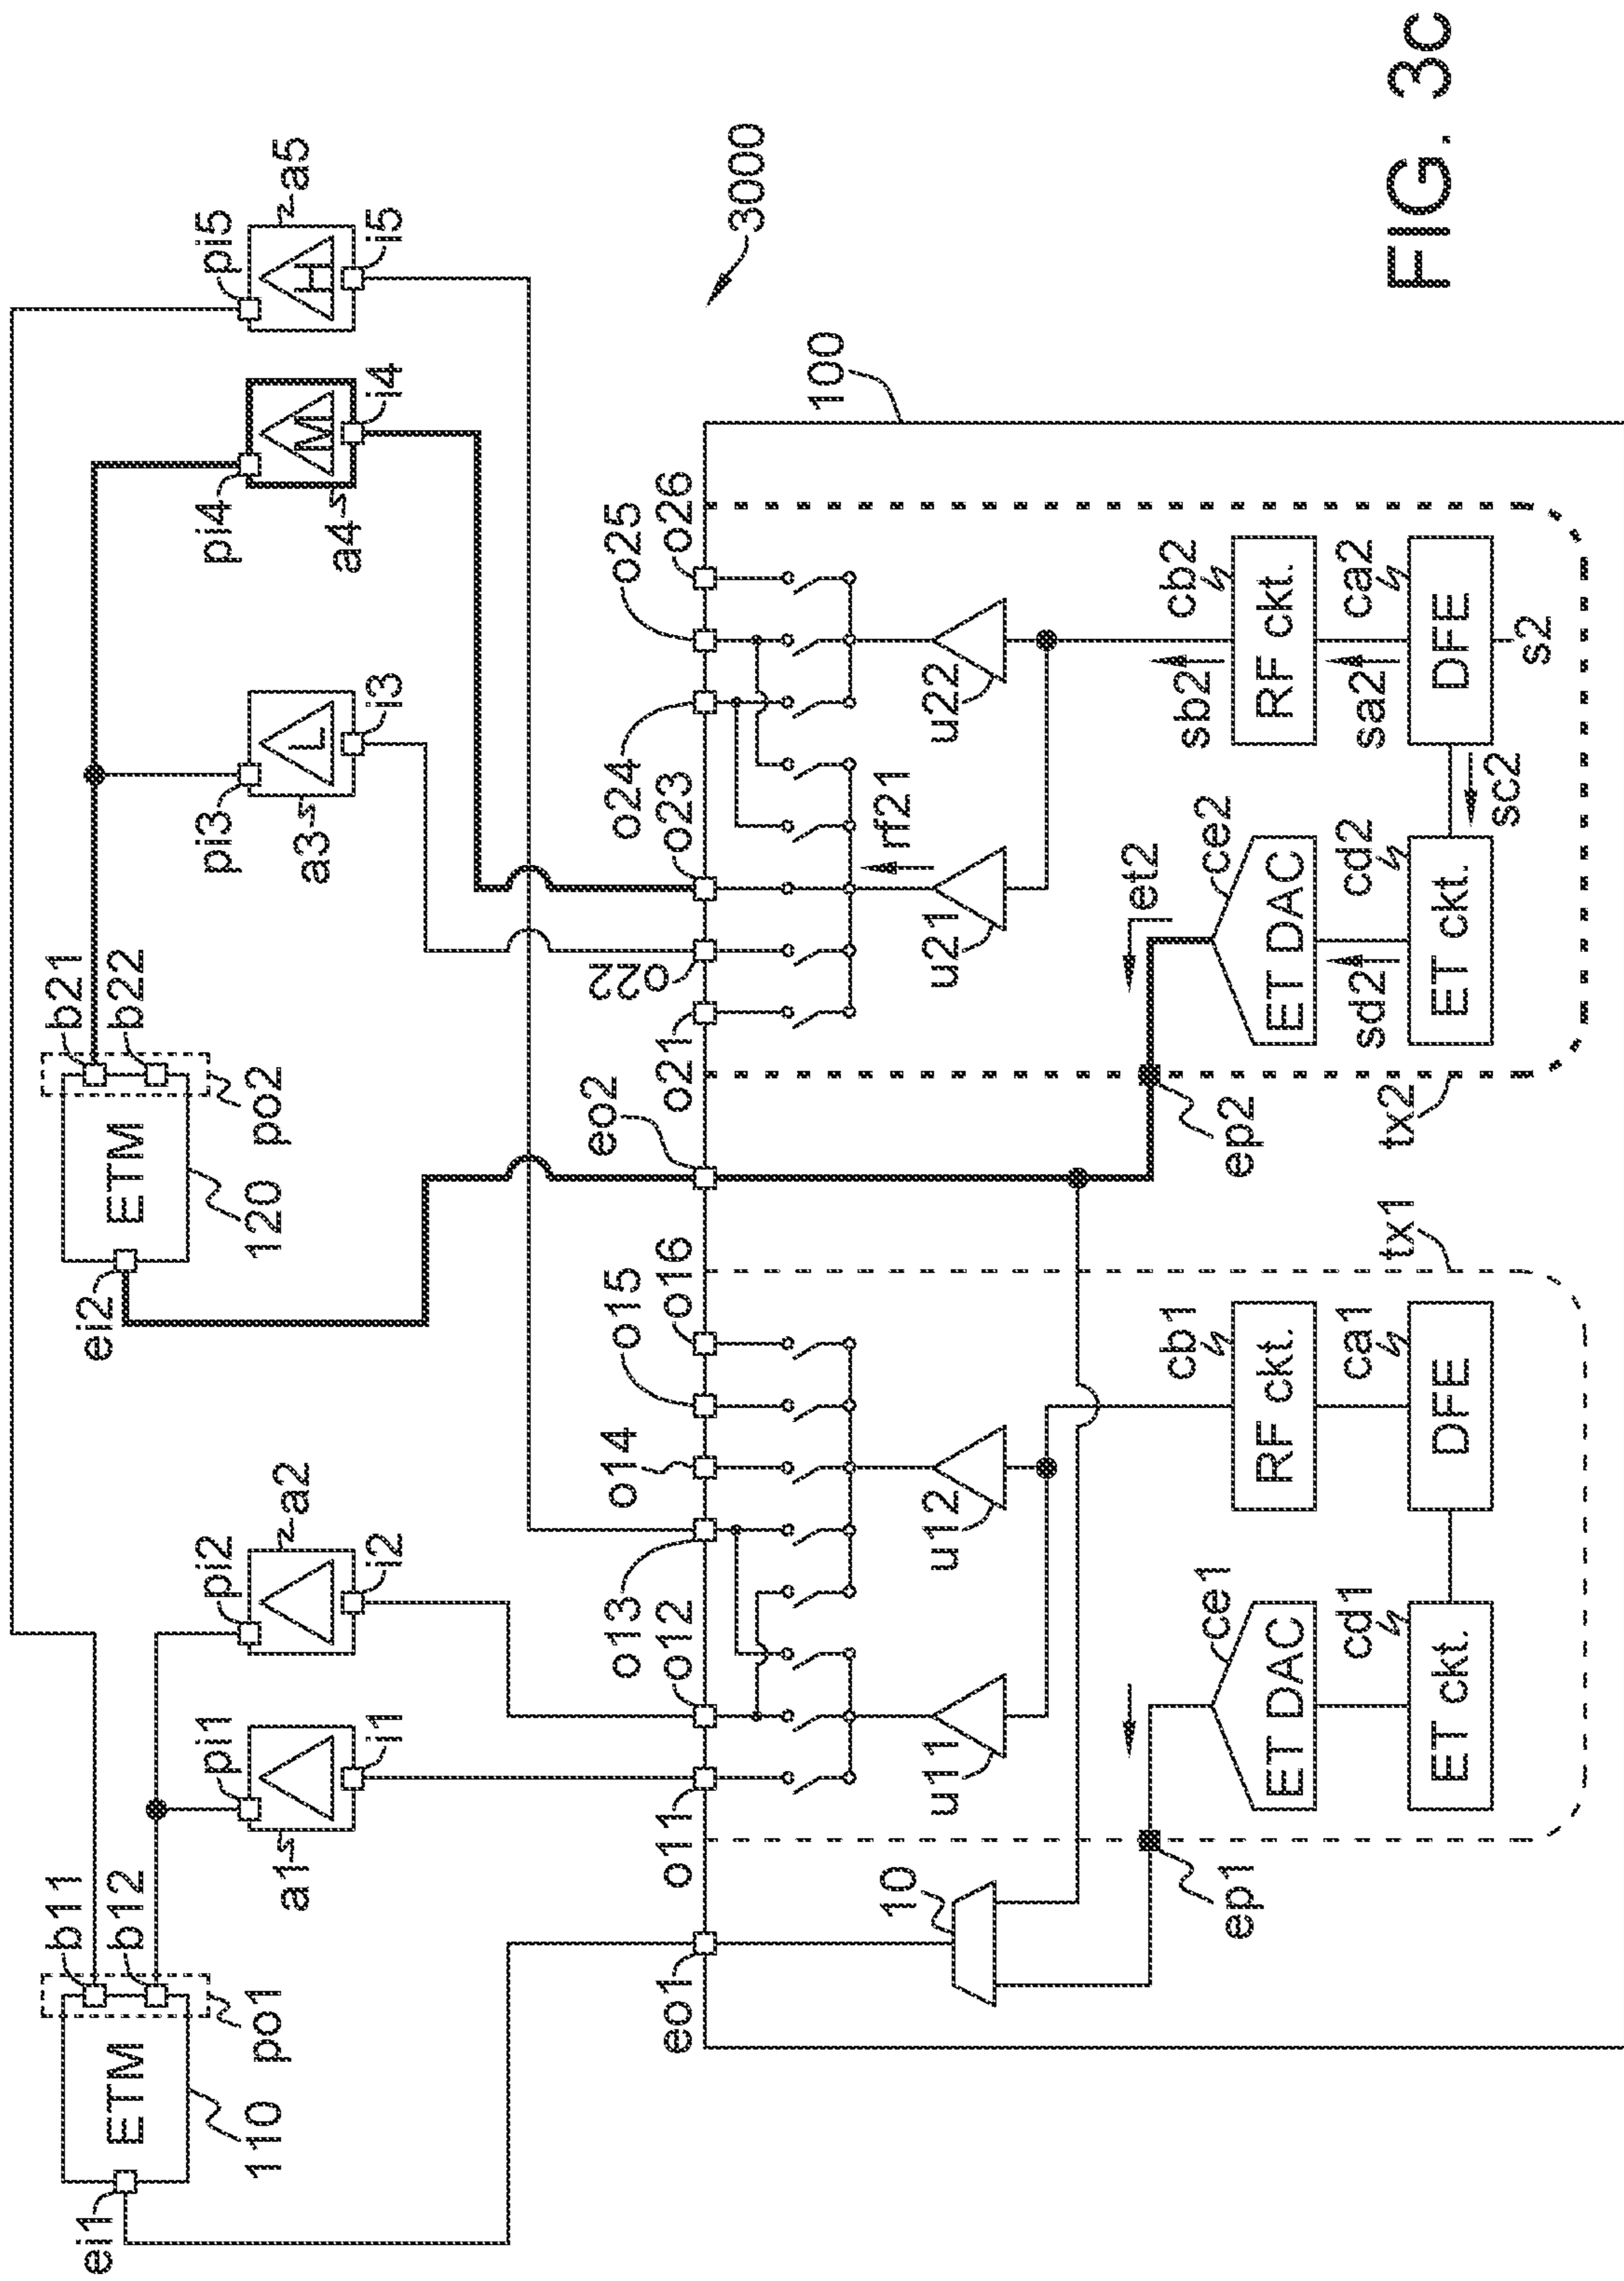 FIG. 3c
3000
ei1
ETM
110
po1
b11
b12
a1
pi1
i1
pi2
a2
i2
ei2
ETM
120
po2
b21
b22
pi3
a3
L
i3
pi4
a4
M
i4
pi5
a5
H
i5
100
eo1
o11
o12
o13
o14
o15
o16
eo2
o21
o22
o23
o24
o25
o26
10
u11
u12
u21
rf21
u22
ep1
ET DAC
ce1
ET ckt.
cd1
RF ckt.
cb1
DFE
ca1
tx1
ep2
et2
ET DAC
ce2
sd2
ET ckt.
cd2
sc2
sb2
RF ckt.
cb2
sa2
DFE
ca2
s2
tx2